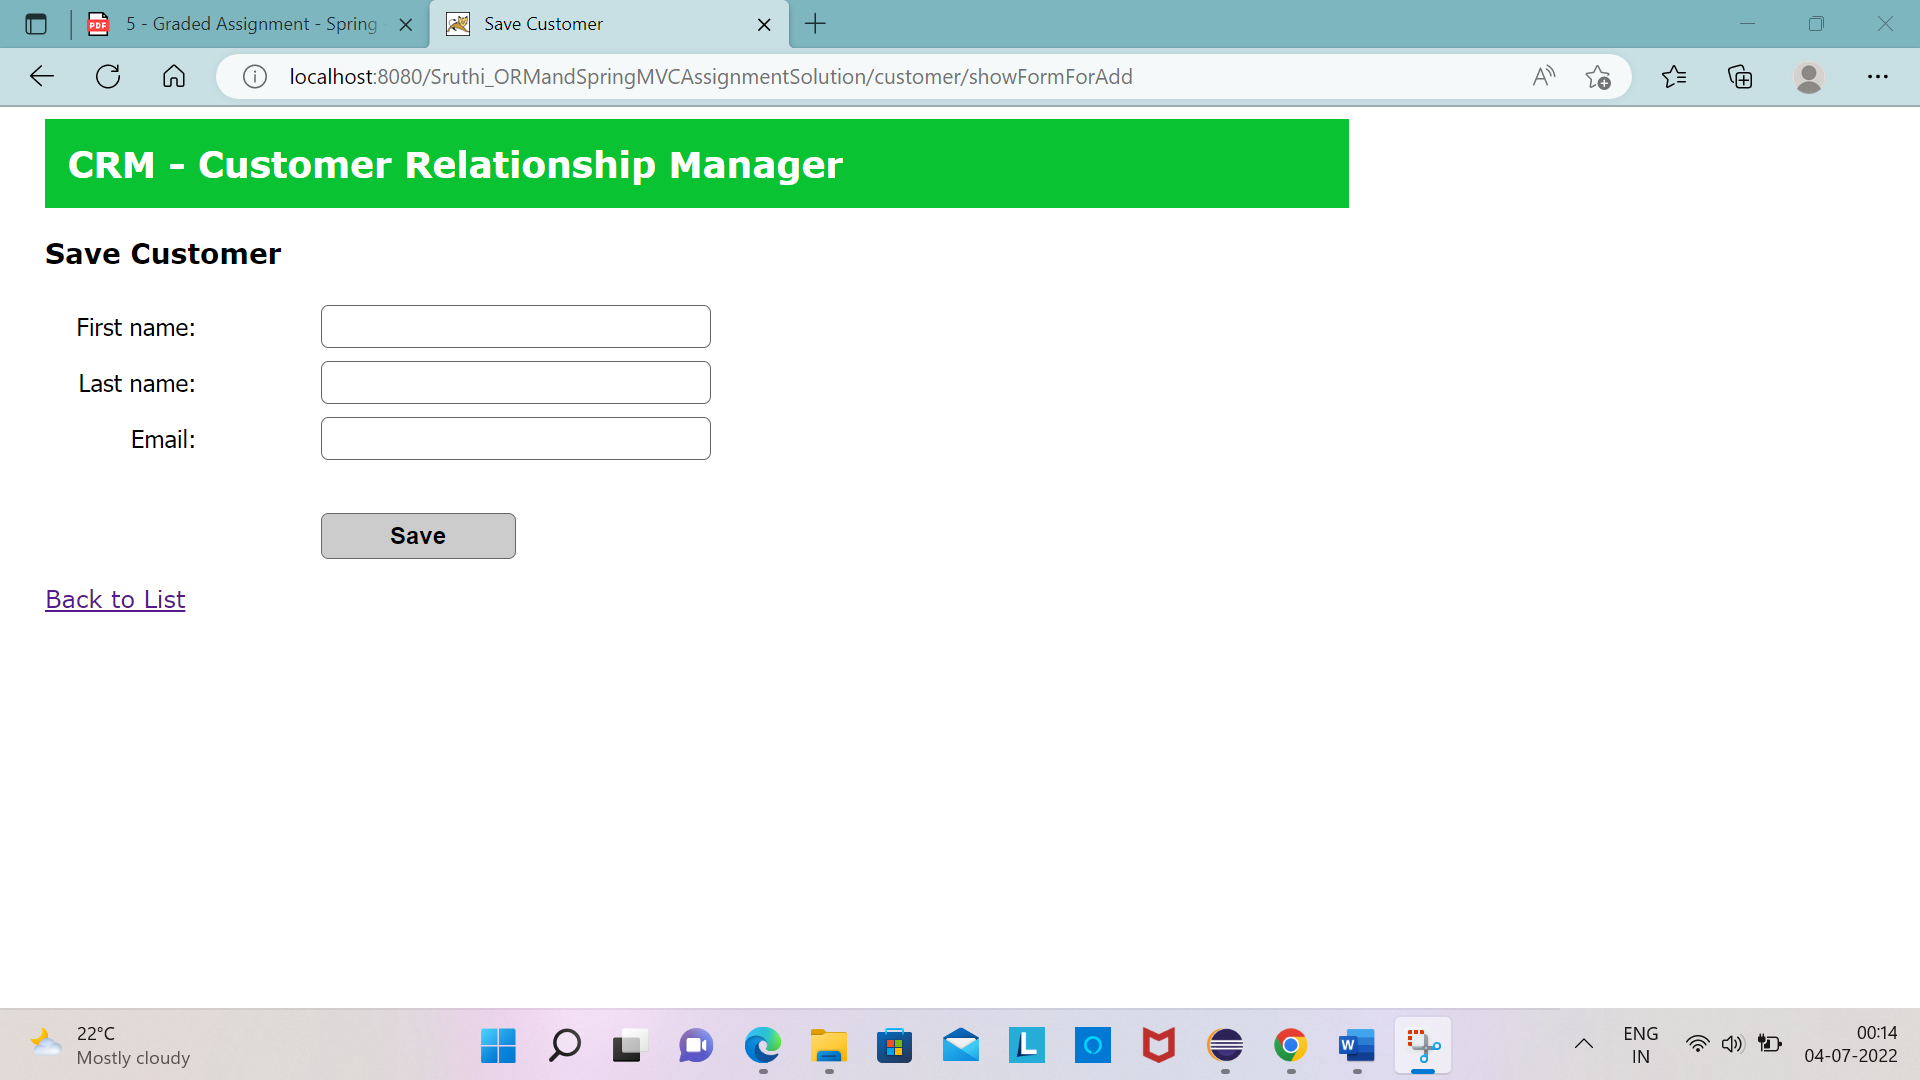 5 - Graded Assignment - Spring
Save Customer
localhost:8080/Sruthi_ORMandSpringMVCAssignmentSolution/customer/showFormForAdd
CRM - Customer Relationship Manager
Save Customer
First name:
Last name:
Email:
Save
Back to List
22°C
Mostly cloudy
ENG
IN
00:14
04-07-2022